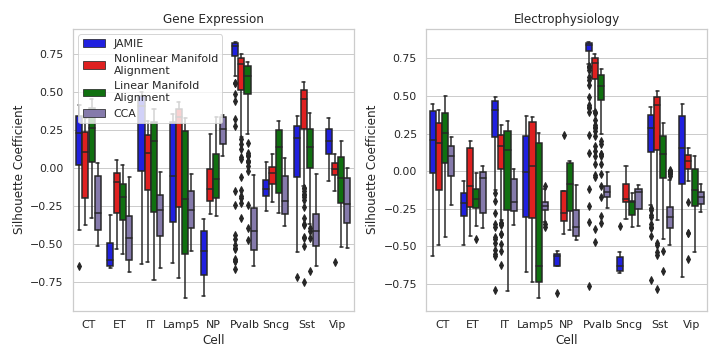 Gene Expression
Silhouette Coefficient
0.75
0.50
0.25
0.00
−0.25
−0.50
−0.75
JAMIE
Nonlinear Manifold
Alignment
Linear Manifold
Alignment
CCA
CT ET IT Lamp5 NP Pvalb Sncg Sst Vip
Cell
Electrophysiology
Silhouette Coefficient
0.75
0.50
0.25
0.00
−0.25
−0.50
−0.75
CT ET IT Lamp5 NP Pvalb Sncg Sst Vip
Cell